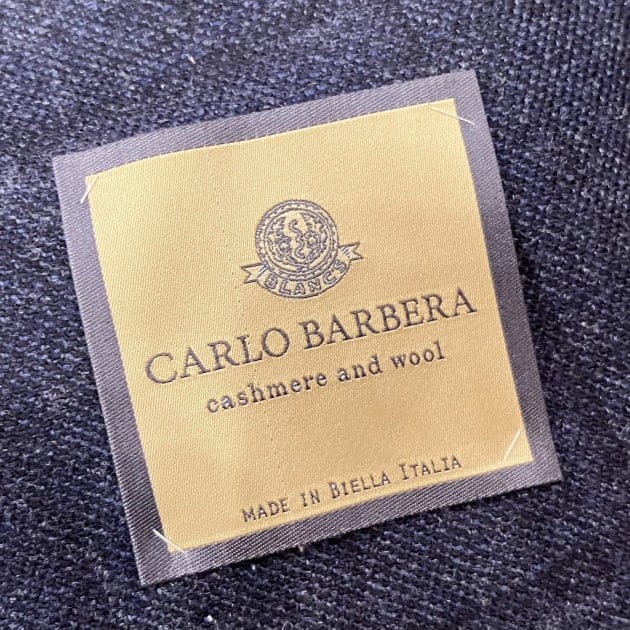 BLANCS
CARLO BARBERA
cashmere and wool
MADE IN BIELLA ITALIA